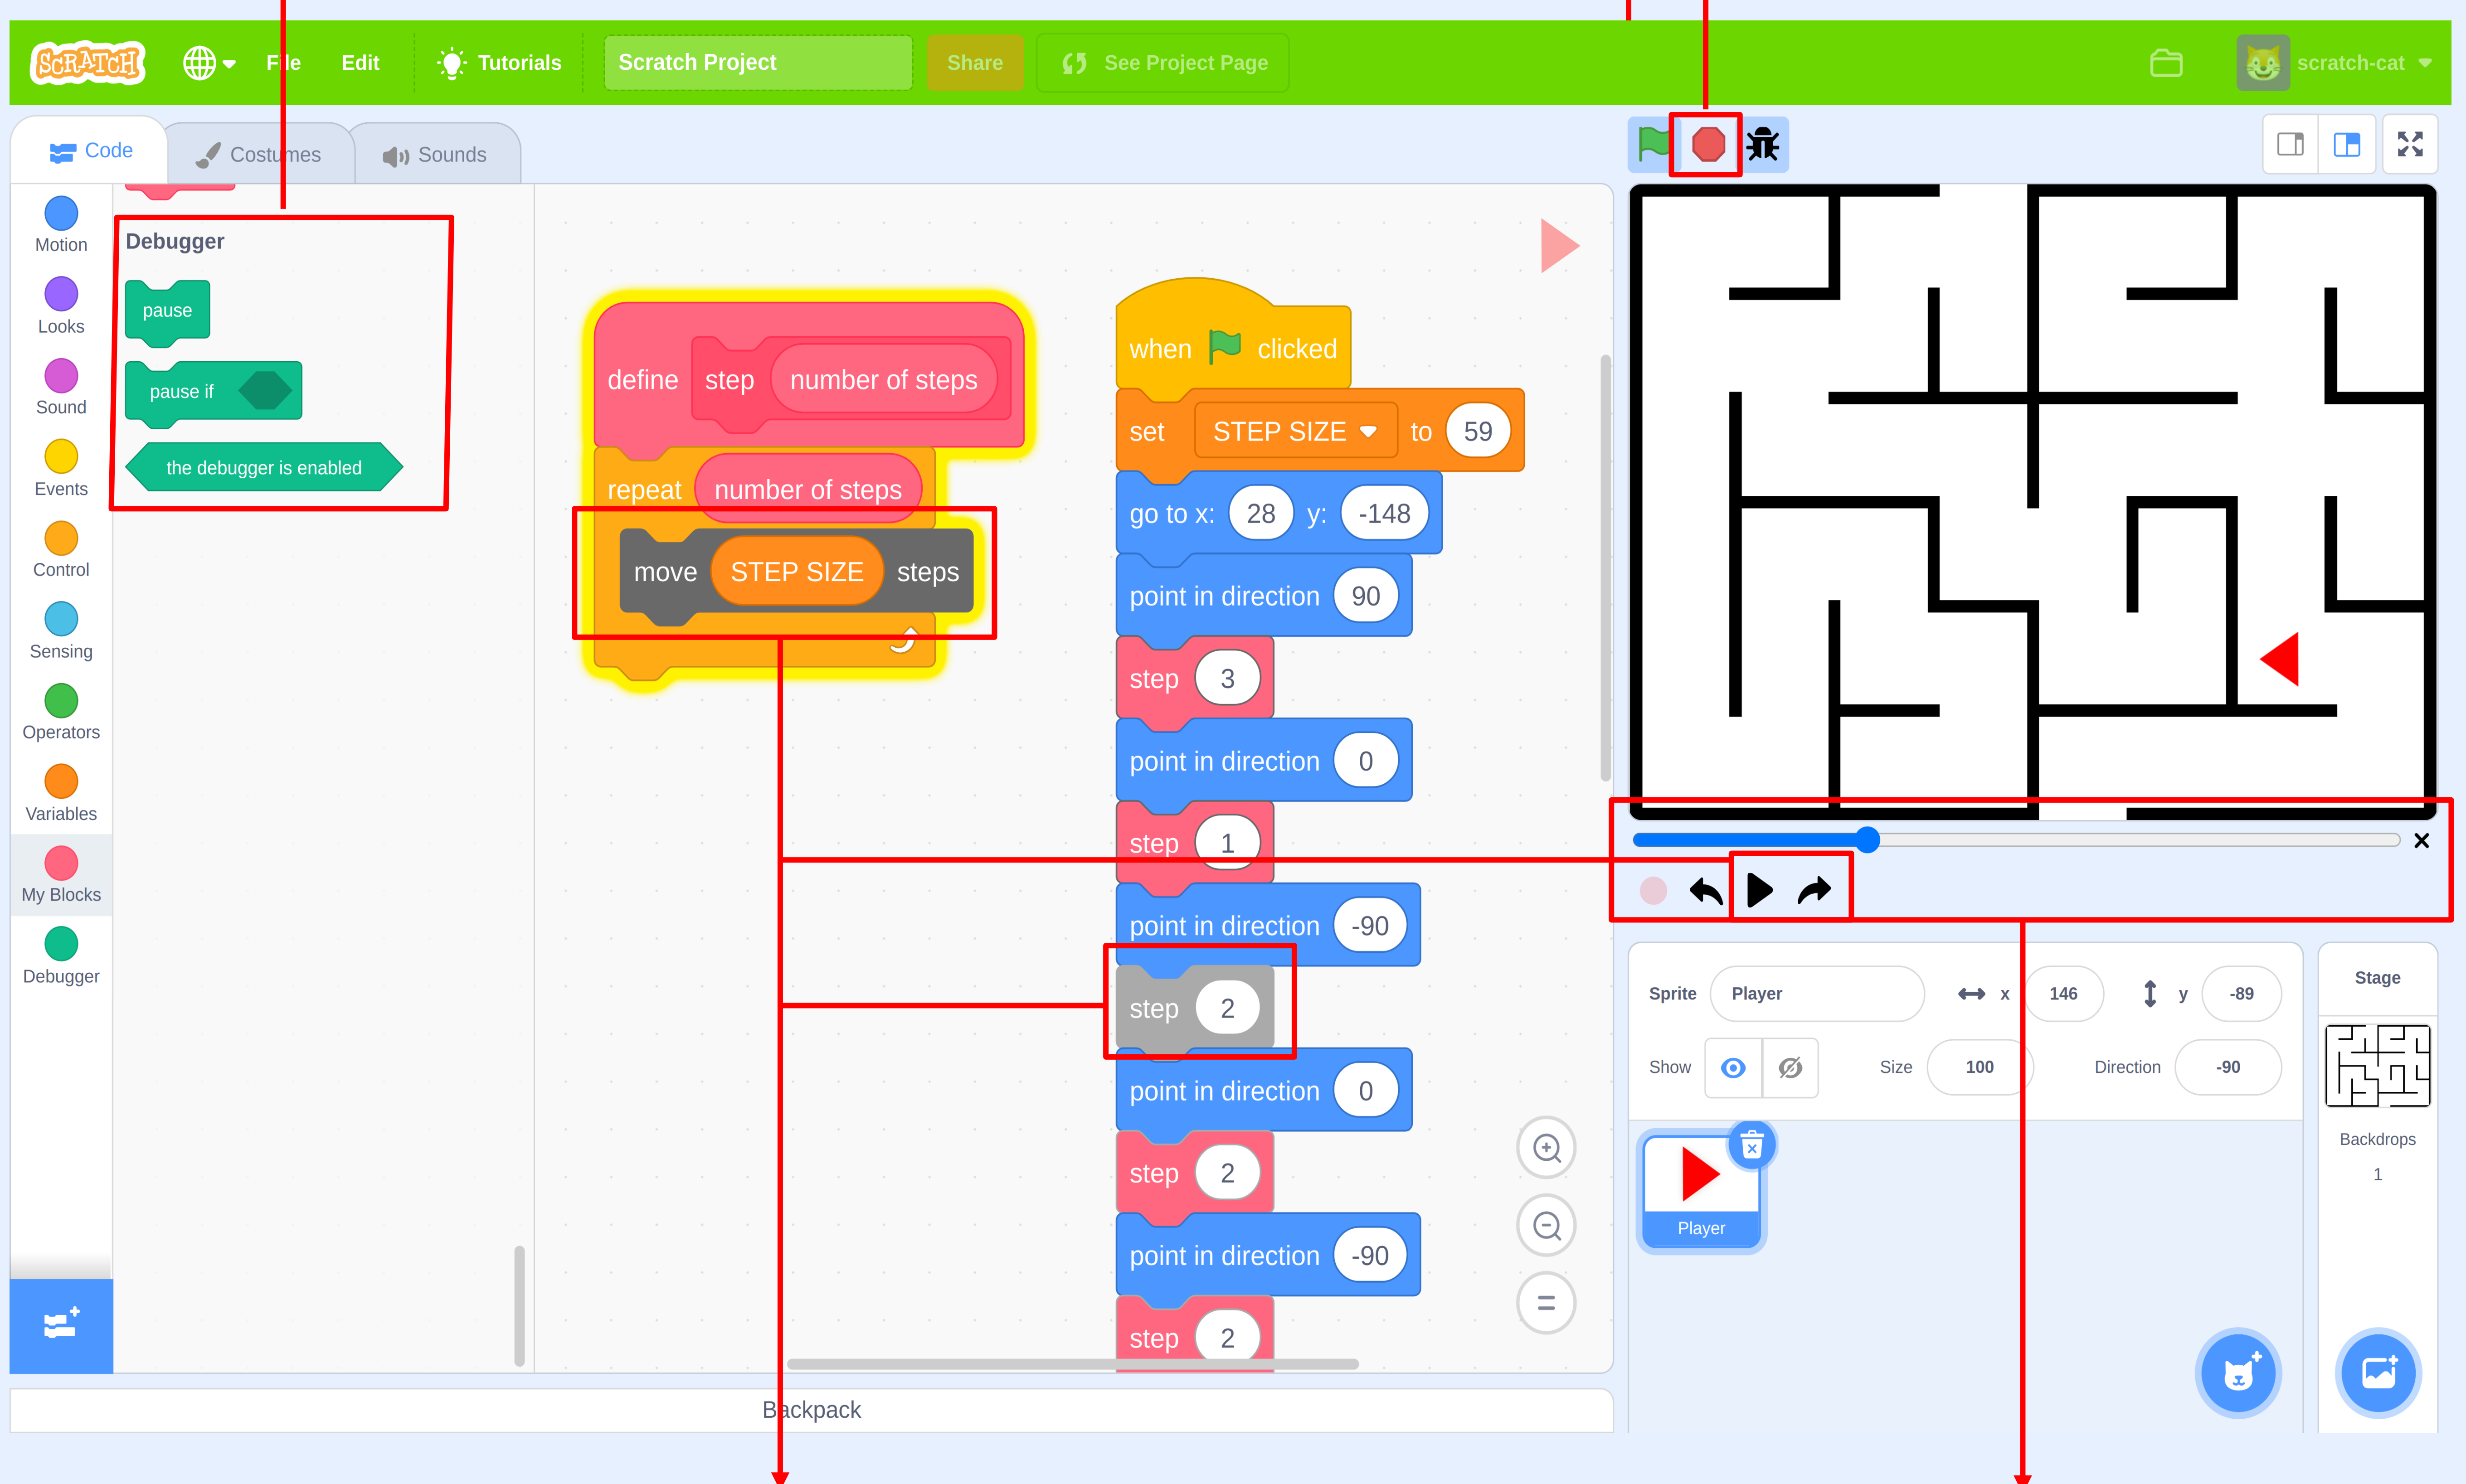 SCRATCH
File
Edit
Tutorials
Scratch Project
Share
See Project Page
scratch-cat
Code
Costumes
Sounds
Motion
Looks
Sound
Events
Control
Sensing
Operators
Variables
My Blocks
Debugger
Debugger
pause
pause if
the debugger is enabled
define step number of steps
repeat number of steps
move STEP SIZE steps
when clicked
set STEP SIZE to 59
go to x: 28 y: -148
point in direction 90
step 3
point in direction 0
step 1
point in direction -90
step 2
point in direction 0
step 2
point in direction -90
step 2
Backpack
Sprite Player x 146 y -89
Show Size 100 Direction -90
Player
Stage
Backdrops
1